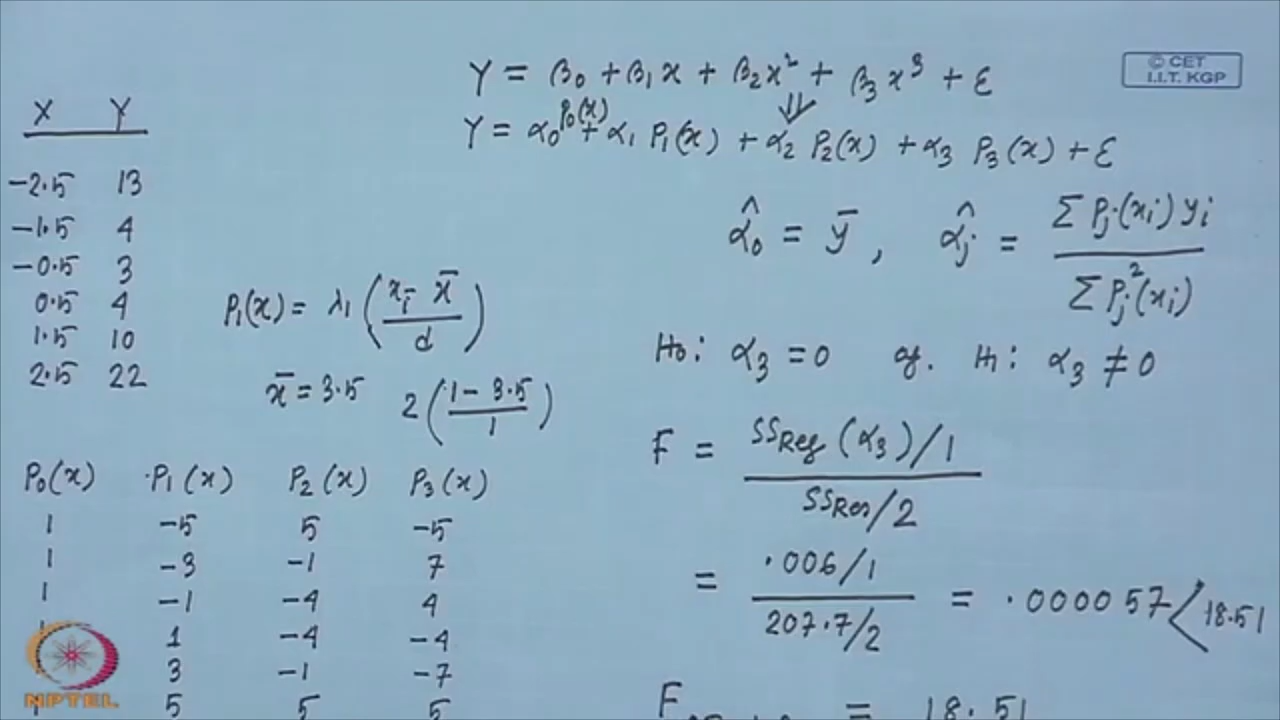 © CET
I.I.T. KGP
X Y
-2.5 13
-1.5 4
-0.5 3
0.5 4
1.5 10
2.5 22
Y = β₀ + β₁x + β₂x² + β₃x³ + ε
⇓
Y = α₀P₀(x) + α₁ P₁(x) + α₂ P₂(x) + α₃ P₃(x) + ε
α̂₀ = ȳ , α̂ⱼ = Σ Pⱼ(xᵢ) yᵢ / Σ Pⱼ²(xᵢ)
P₁(x) = λ₁ ( (xᵢ - x̄) / d )
x̄ = 3.5 2 ( (1 - 3.5) / 1 )
H₀: α₃ = 0 ag. H₁: α₃ ≠ 0
F = SS_Reg (α₃)/1 / SS_Res/2
= .006/1 / 207.7/2 = .000057 < 18.51
P₀(x) P₁(x) P₂(x) P₃(x)
1 -5 5 -5
1 -3 -1 7
1 -1 -4 4
1 -4 -4
3 -1 -7
5 5 5
F = 18.51
NPTEL